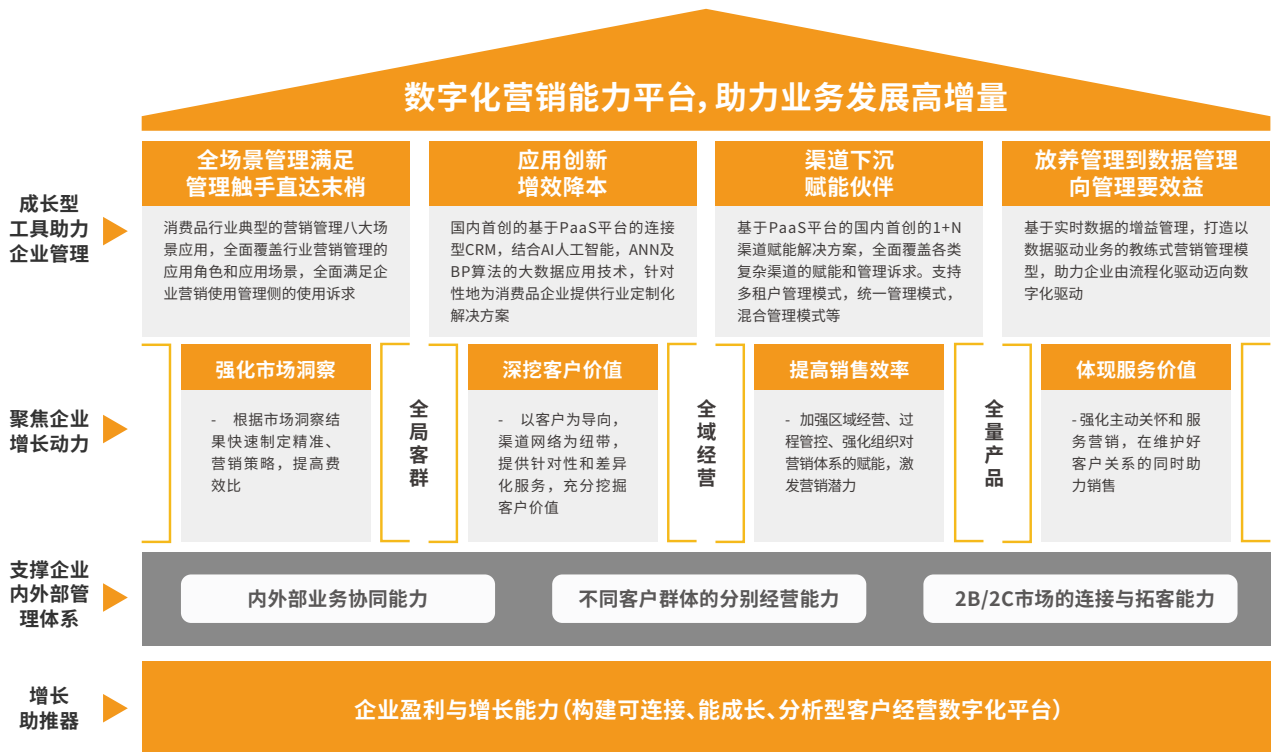 数字化营销能力平台，助力业务发展高增量
成长型
工具助力
企业管理
全场景管理满足
管理触手直达末梢
消费品行业典型的营销管理八大场
景应用，全面覆盖行业营销管理的
应用角色和应用场景，全面满足企
业营销使用管理侧的使用诉求
应用创新
增效降本
国内首创的基于PaaS平台的连接
型CRM，结合AI人工智能，ANN及
BP算法的大数据应用技术，针对
性地为消费品企业提供行业定制化
解决方案
渠道下沉
赋能伙伴
基于PaaS平台的国内首创的1+N
渠道赋能解决方案，全面覆盖各类
复杂渠道的赋能和管理诉求。支持
多租户管理模式，统一管理模式，
混合管理模式等
放养管理到数据管理
向管理要效益
基于实时数据的增益管理，打造以
数据驱动业务的教练式营销管理模
型，助力企业由流程化驱动迈向数
字化驱动
聚焦企业
增长动力
强化市场洞察
- 根据市场洞察结
果快速制定精准、
营销策略，提高费
效比
全局客群
深挖客户价值
- 以客户为导向，
渠道网络为纽带，
提供针对性和差异
化服务，充分挖掘
客户价值
全域经营
提高销售效率
- 加强区域经营、过
程管控、强化组织对
营销体系的赋能，激
发营销潜力
全量产品
体现服务价值
- 强化主动关怀和 服
务营销，在维护好
客户关系的同时助
力销售
支撑企业
内外部管
理体系
内外部业务协同能力
不同客户群体的分别经营能力
2B/2C市场的连接与拓客能力
增长
助推器
企业盈利与增长能力（构建可连接、能成长、分析型客户经营数字化平台）